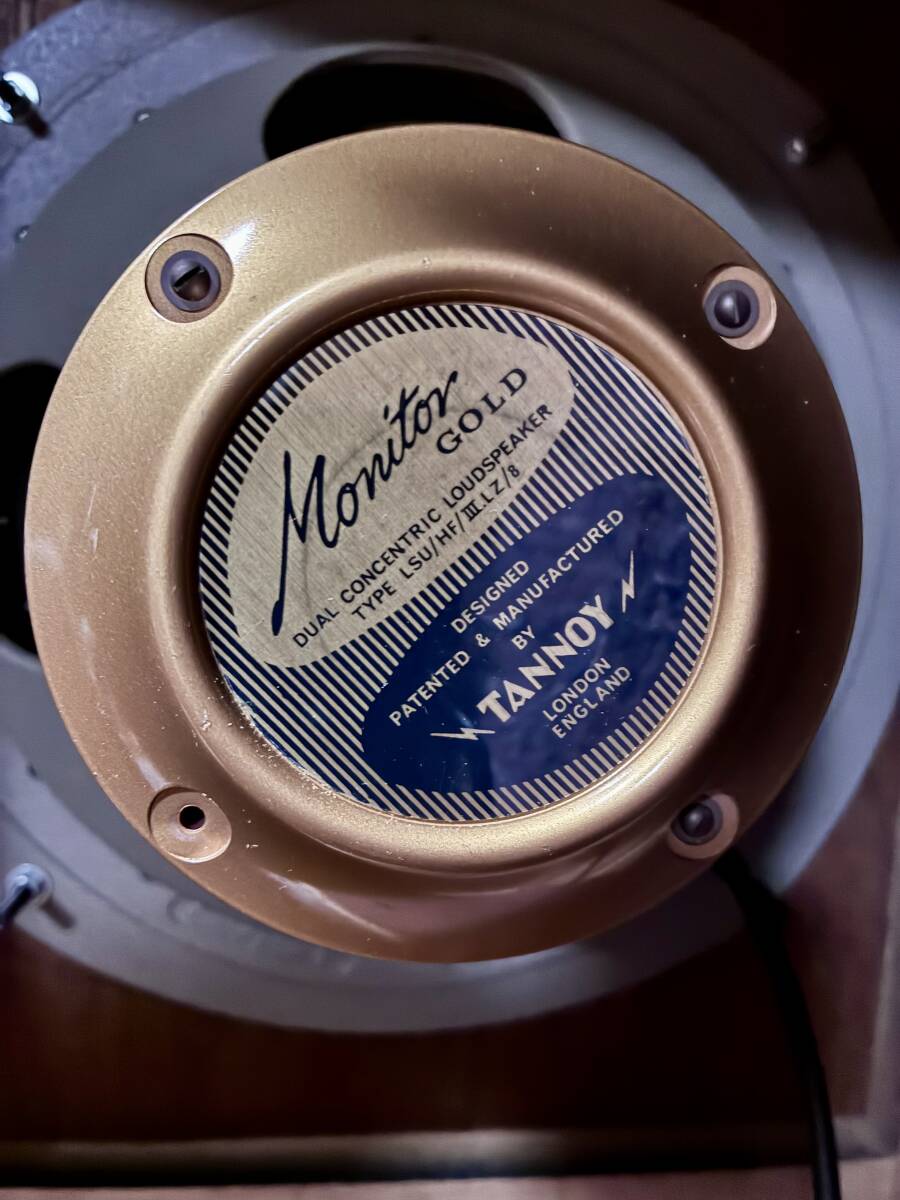 Monitor
GOLD
DUAL CONCENTRIC LOUDSPEAKER
TYPE LSU/HF/III.LZ/8
DESIGNED
PATENTED & MANUFACTURED
BY
TANNOY
LONDON
ENGLAND